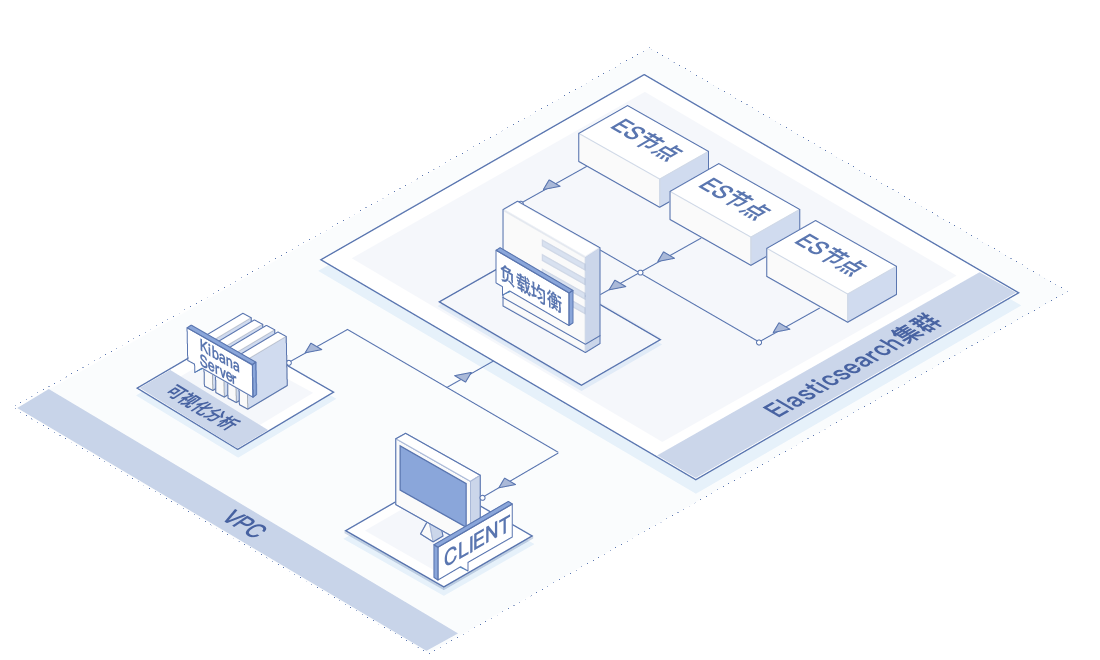 ES节点
ES节点
ES节点
负载均衡
Elasticsearch集群
Kibana
Server
可视化分析
CLIENT
VPC